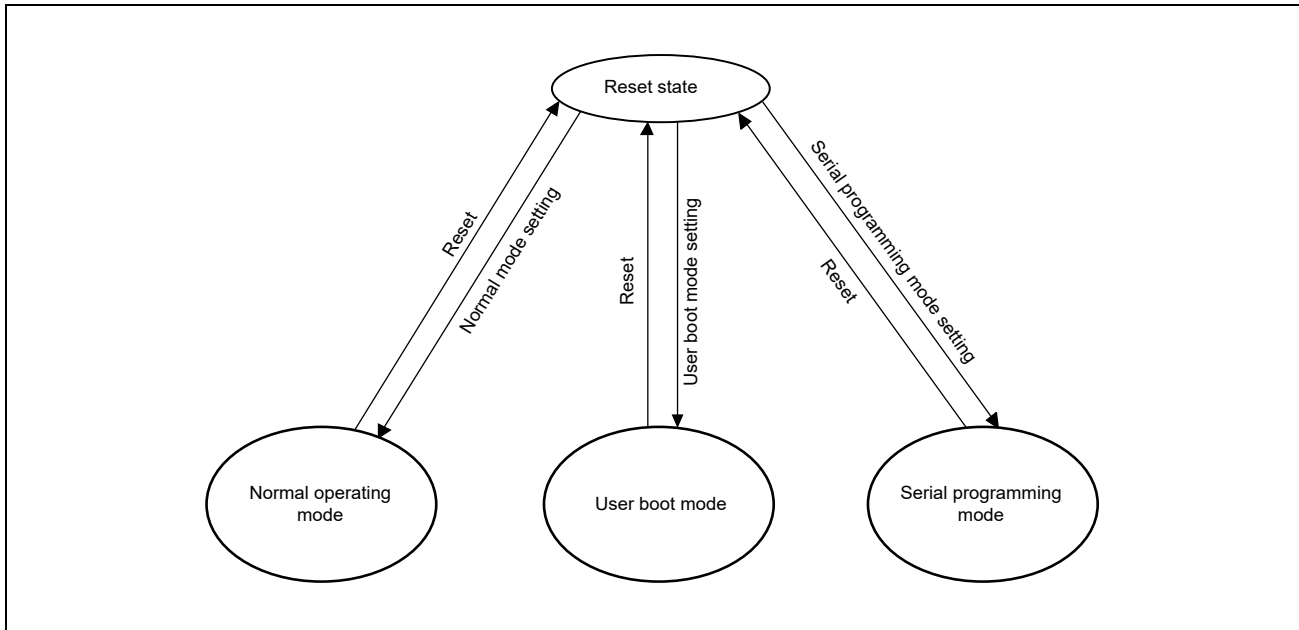 Reset state
Reset
Normal mode setting
Reset
User boot mode setting
Reset
Serial programming mode setting
Normal operating
mode
User boot mode
Serial programming
mode